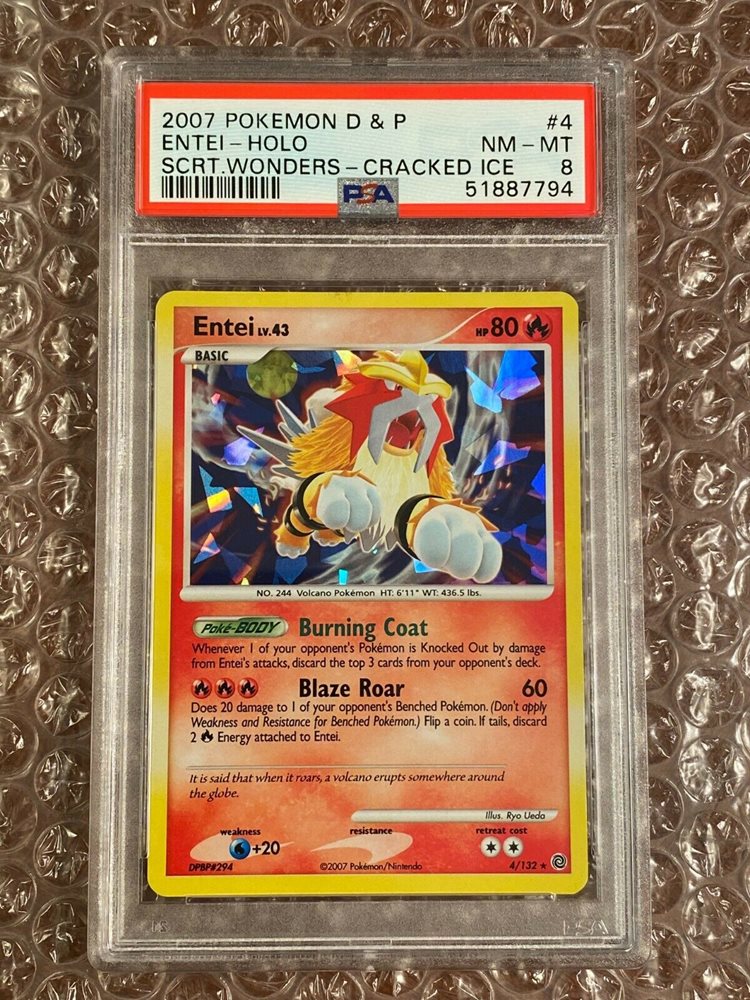 2007 POKEMON D & P #4
ENTEI - HOLO NM - MT
SCRT.WONDERS - CRACKED ICE 8
PSA 51887794
Entei LV.43 HP 80
BASIC
NO. 244 Volcano Pokémon HT: 6'11" WT: 436.5 lbs.
Poké-BODY Burning Coat
Whenever 1 of your opponent's Pokémon is Knocked Out by damage
from Entei's attacks, discard the top 3 cards from your opponent's deck.
Blaze Roar 60
Does 20 damage to 1 of your opponent's Benched Pokémon. (Don't apply
Weakness and Resistance for Benched Pokémon.) Flip a coin. If tails, discard
2 Energy attached to Entei.
It is said that when it roars, a volcano erupts somewhere around
the globe.
Illus. Ryo Ueda
weakness resistance retreat cost
+20
DPBP#294 ©2007 Pokémon/Nintendo 4/132 ★
PSA